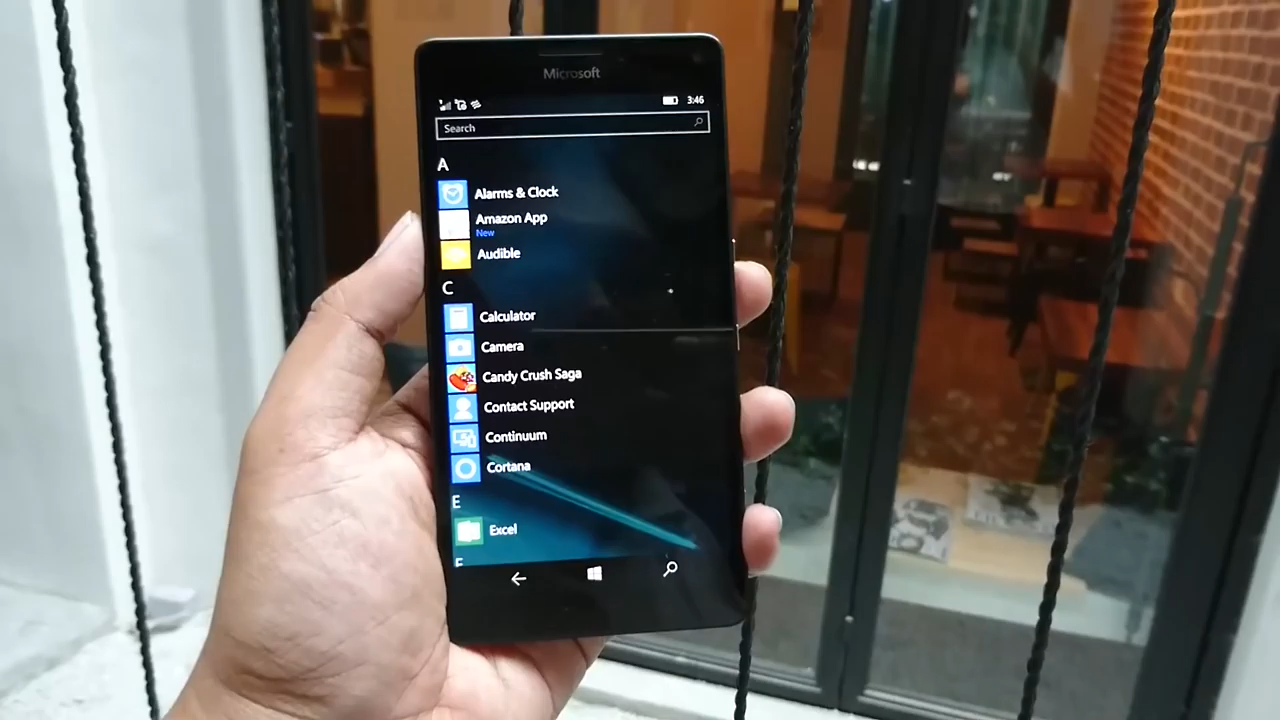 Microsoft
3:46
Search
A
Alarms & Clock
Amazon App
New
Audible
C
Calculator
Camera
Candy Crush Saga
Contact Support
Continuum
Cortana
E
Excel
F